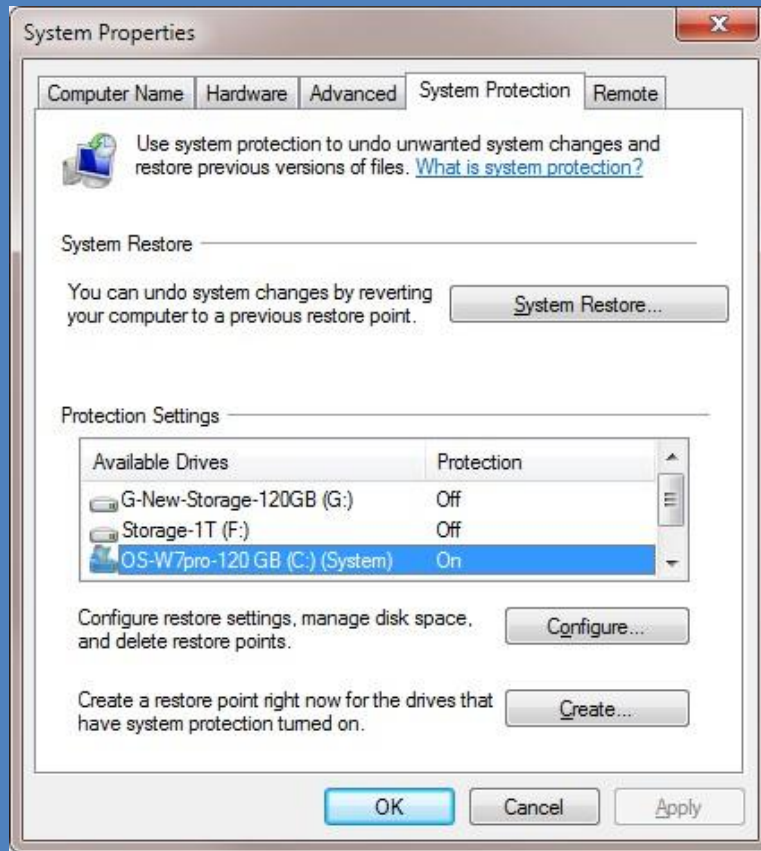 System Properties
Computer Name Hardware Advanced System Protection Remote
Use system protection to undo unwanted system changes and
restore previous versions of files. What is system protection?
System Restore
You can undo system changes by reverting
your computer to a previous restore point.
System Restore...
Protection Settings
Available Drives Protection
G-New-Storage-120GB (G:) Off
Storage-1T (F:) Off
OS-W7pro-120 GB (C:) (System) On
Configure restore settings, manage disk space,
and delete restore points.
Configure...
Create a restore point right now for the drives that
have system protection turned on.
Create...
OK Cancel Apply